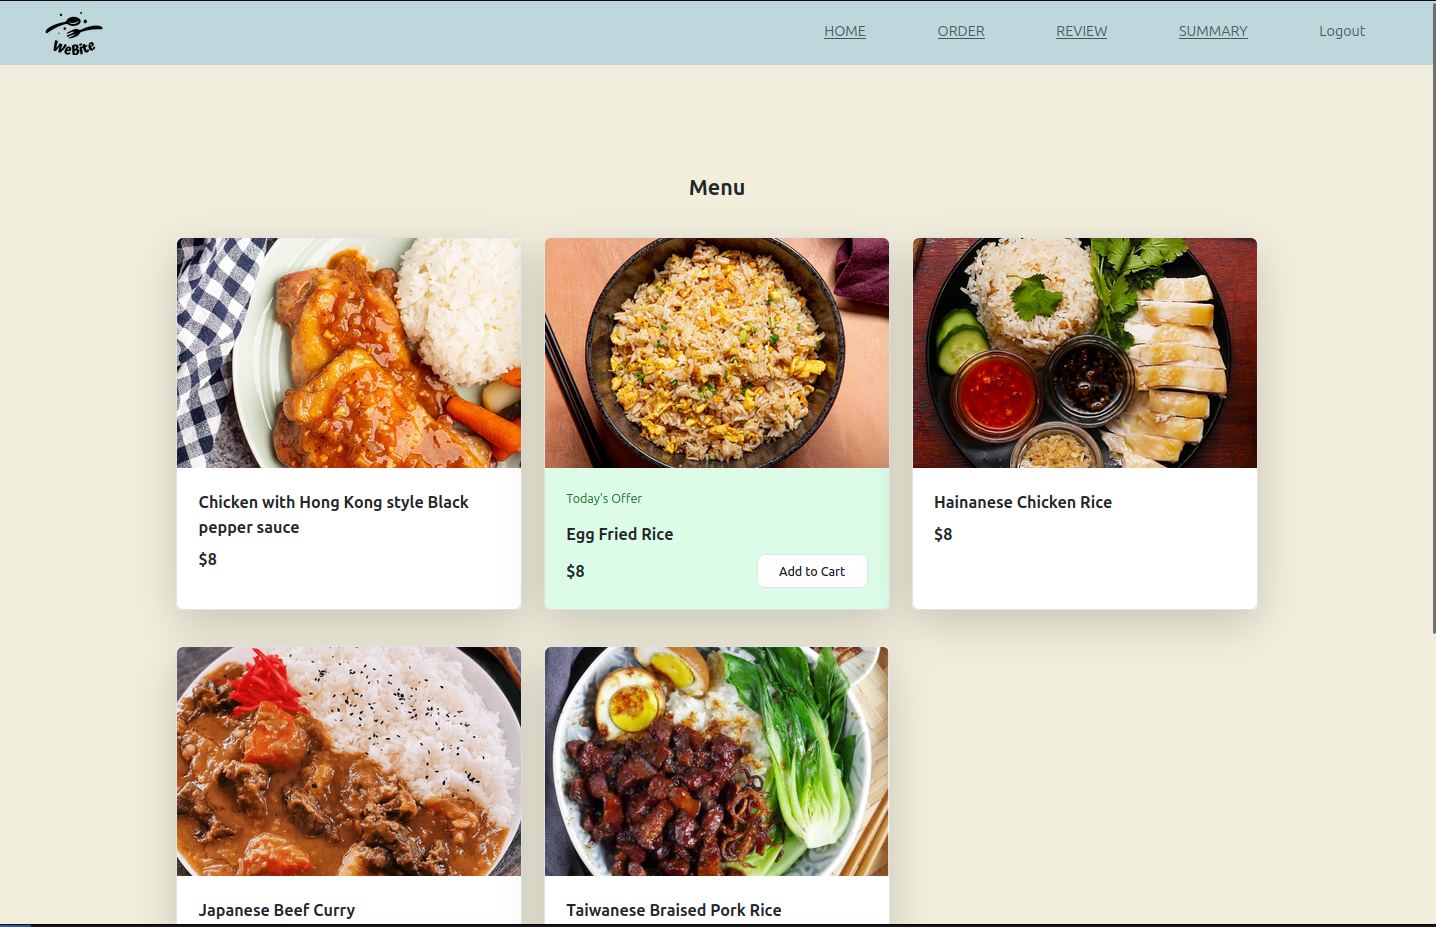 WeBite
HOME
ORDER
REVIEW
SUMMARY
Logout
Menu
Chicken with Hong Kong style Black
pepper sauce
$8
Today's Offer
Egg Fried Rice
$8
Add to Cart
Hainanese Chicken Rice
$8
Japanese Beef Curry
Taiwanese Braised Pork Rice